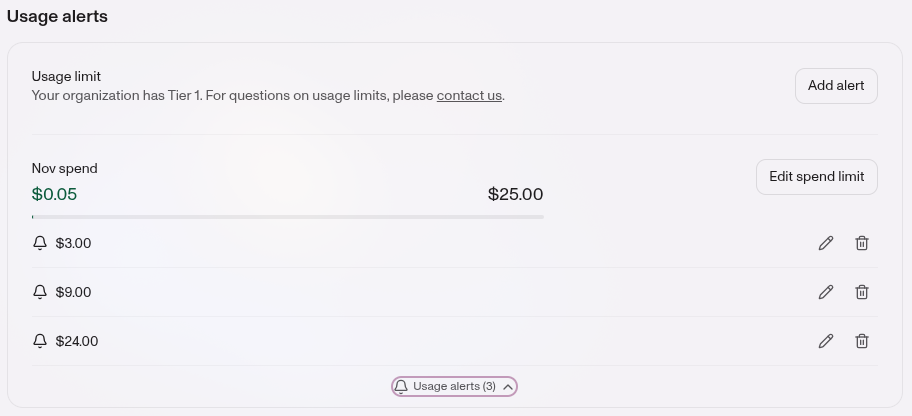 Usage alerts
Usage limit
Your organization has Tier 1. For questions on usage limits, please contact us.
Add alert
Nov spend
Edit spend limit
$0.05
$25.00
$3.00
$9.00
$24.00
Usage alerts (3)